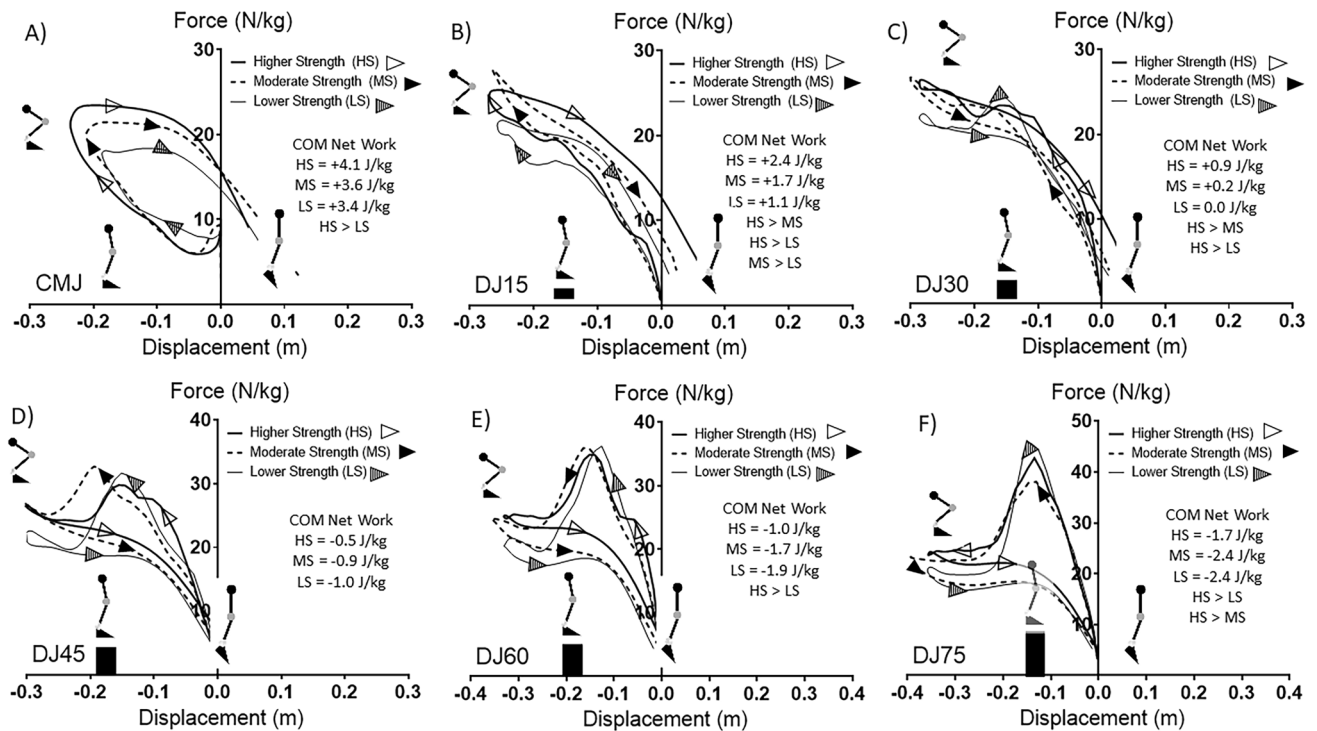 A)
Force (N/kg)
30
Higher Strength (HS)
Moderate Strength (MS)
Lower Strength (LS)
20
COM Net Work
HS = +4.1 J/kg
MS = +3.6 J/kg
LS = +3.4 J/kg
HS > LS
10
CMJ
-0.3 -0.2 -0.1 0.0 0.1 0.2 0.3
Displacement (m)
B)
Force (N/kg)
30
Higher Strength (HS)
Moderate Strength (MS)
Lower Strength (LS)
20
COM Net Work
HS = +2.4 J/kg
MS = +1.7 J/kg
LS = +1.1 J/kg
HS > MS
HS > LS
MS > LS
10
DJ15
-0.3 -0.2 -0.1 0.0 0.1 0.2 0.3
Displacement (m)
C)
Force (N/kg)
30
Higher Strength (HS)
Moderate Strength (MS)
Lower Strength (LS)
20
COM Net Work
HS = +0.9 J/kg
MS = +0.2 J/kg
LS = 0.0 J/kg
HS > MS
HS > LS
10
DJ30
-0.3 -0.2 -0.1 0.0 0.1 0.2 0.3
Displacement (m)
D)
Force (N/kg)
40
Higher Strength (HS)
Moderate Strength (MS)
Lower Strength (LS)
30
COM Net Work
HS = -0.5 J/kg
MS = -0.9 J/kg
LS = -1.0 J/kg
20
10
DJ45
-0.3 -0.2 -0.1 0.0 0.1 0.2 0.3
Displacement (m)
E)
Force (N/kg)
40
Higher Strength (HS)
Moderate Strength (MS)
Lower Strength (LS)
30
COM Net Work
HS = -1.0 J/kg
MS = -1.7 J/kg
LS = -1.9 J/kg
HS > LS
20
10
DJ60
-0.4 -0.3 -0.2 -0.1 0.0 0.1 0.2 0.3 0.4
Displacement (m)
F)
Force (N/kg)
50
Higher Strength (HS)
Moderate Strength (MS)
Lower Strength (LS)
40
30
COM Net Work
HS = -1.7 J/kg
MS = -2.4 J/kg
LS = -2.4 J/kg
HS > LS
HS > MS
20
10
DJ75
-0.4 -0.3 -0.2 -0.1 0.0 0.1 0.2 0.3 0.4
Displacement (m)